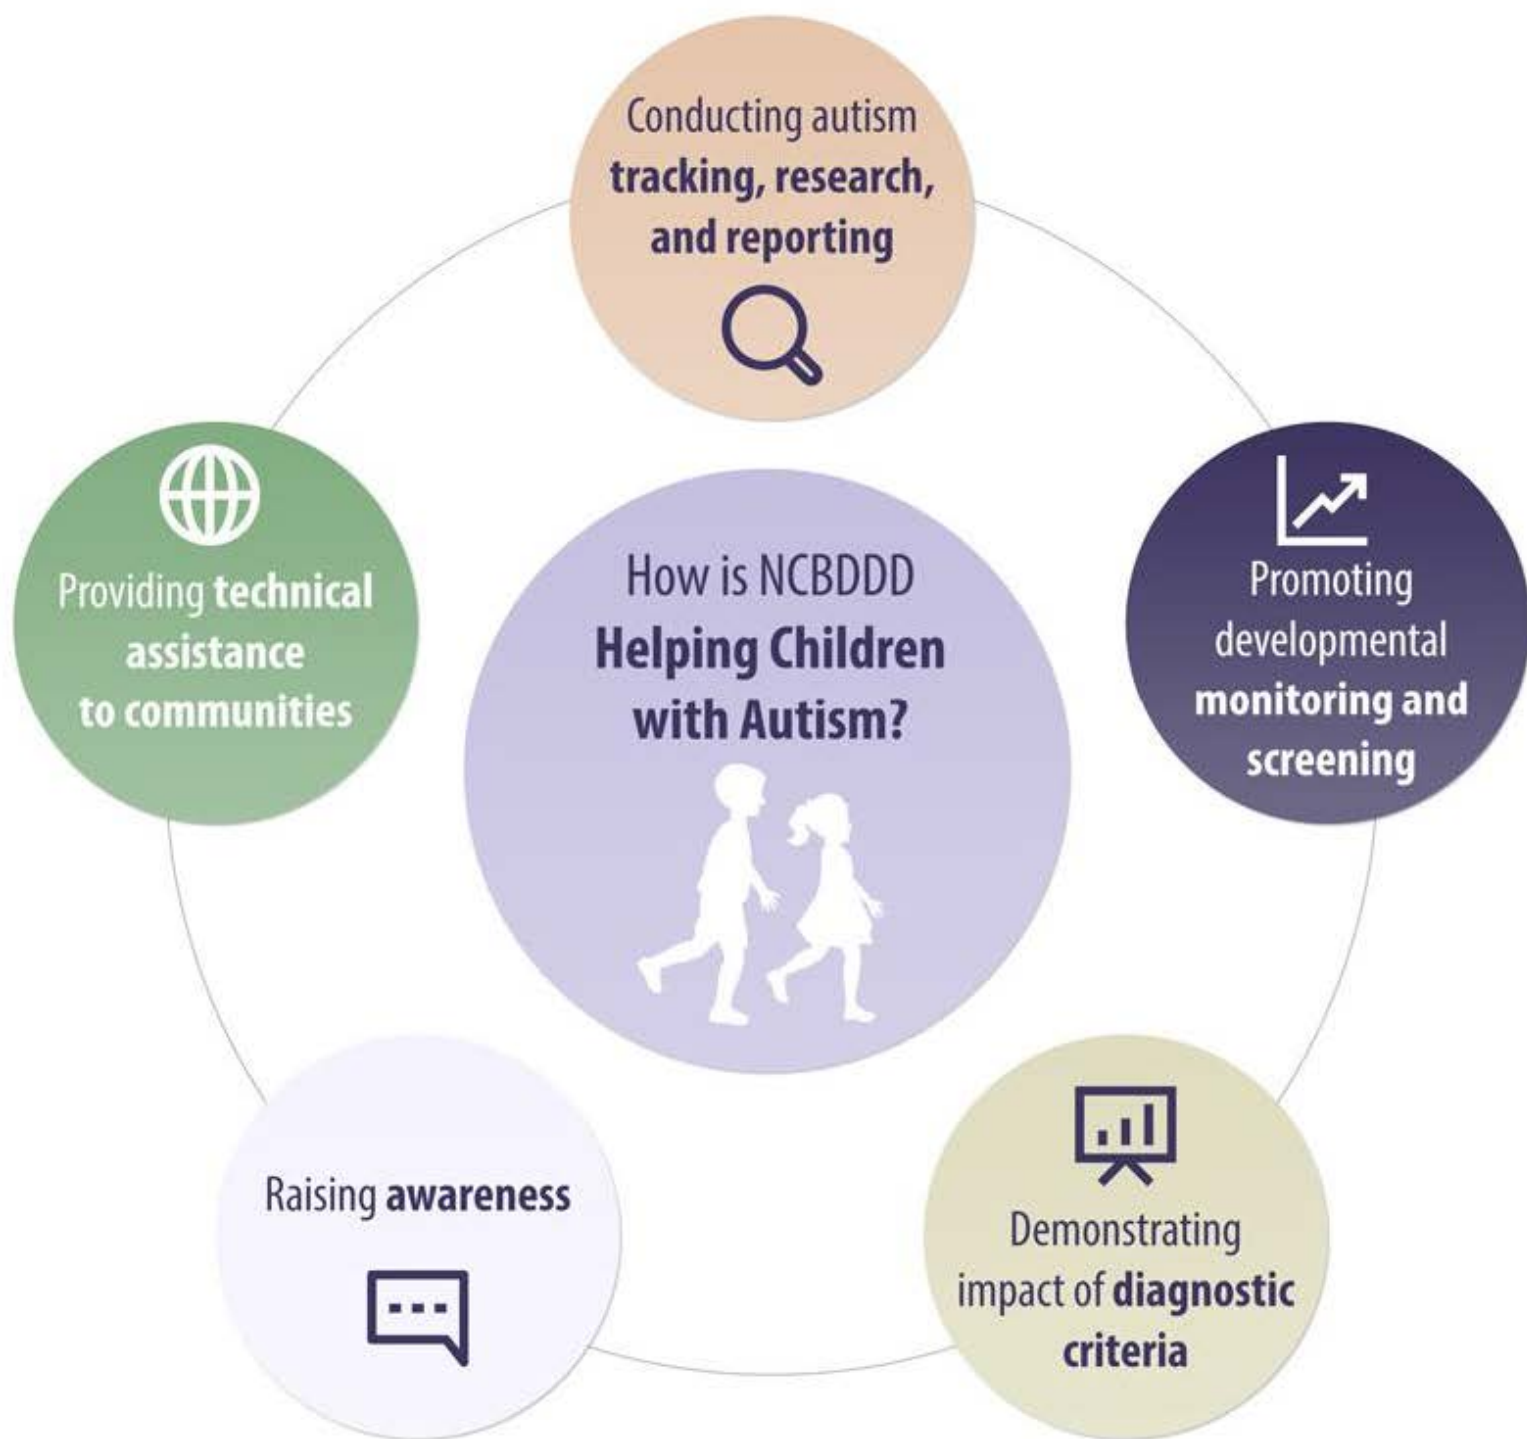 Conducting autism
tracking, research,
and reporting
Providing technical
assistance
to communities
How is NCBDDD
Helping Children
with Autism?
Promoting
developmental
monitoring and
screening
Raising awareness
Demonstrating
impact of diagnostic
criteria